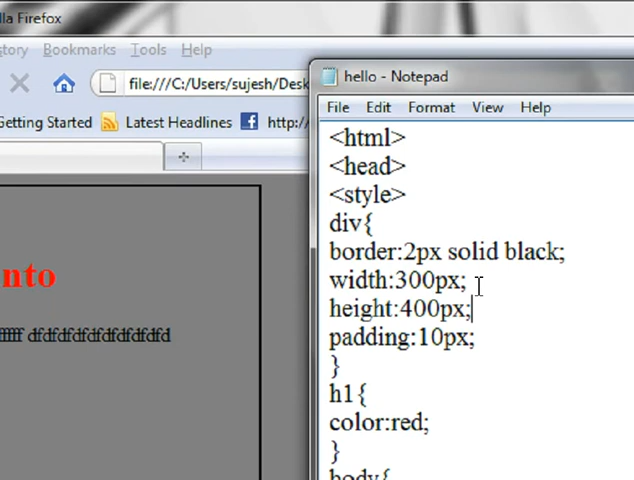 lla Firefox
story Bookmarks Tools Help
file:///C:/Users/sujesh/Desk
Getting Started Latest Headlines http:/
nto
dfdfdfdfdfdfdfdfd
hello - Notepad
File Edit Format View Help
<html>
<head>
<style>
div{
border:2px solid black;
width:300px;
height:400px;
padding:10px;
}
h1{
color:red;
}
body{